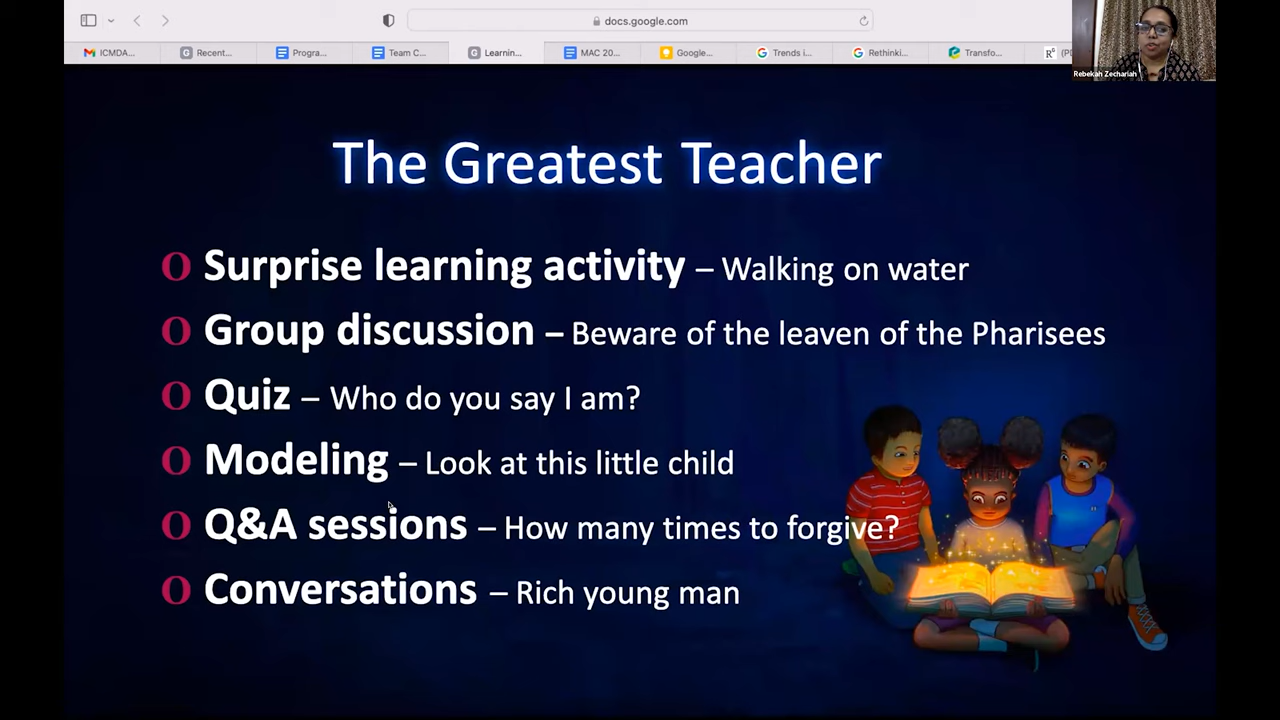 docs.google.com
ICMDA...
Recent...
Progra...
Team C...
Learnin...
MAC 20...
Google...
Trends i...
Rethinki...
Transfo...
Rebekah Zechariah
The Greatest Teacher
O Surprise learning activity – Walking on water
O Group discussion – Beware of the leaven of the Pharisees
O Quiz – Who do you say I am?
O Modeling – Look at this little child
O Q&A sessions – How many times to forgive?
O Conversations – Rich young man